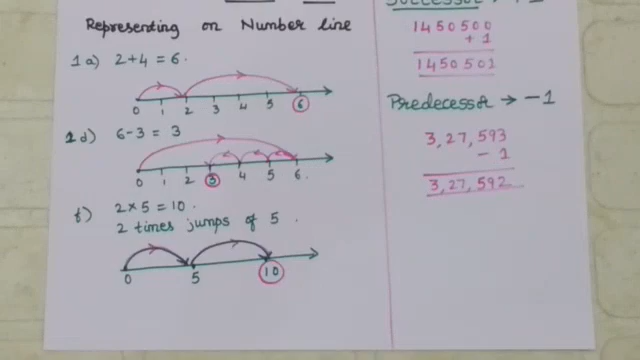 Representing on Number line
1 a) 2+4 = 6.
0 1 2 3 4 5 6
1 d) 6-3 = 3
0 1 2 3 4 5 6.
f) 2×5 = 10.
2 times jumps of 5.
0 5 10
1450500
+ 1
1450501
Predecessor → -1
3,27,593
- 1
3,27,592